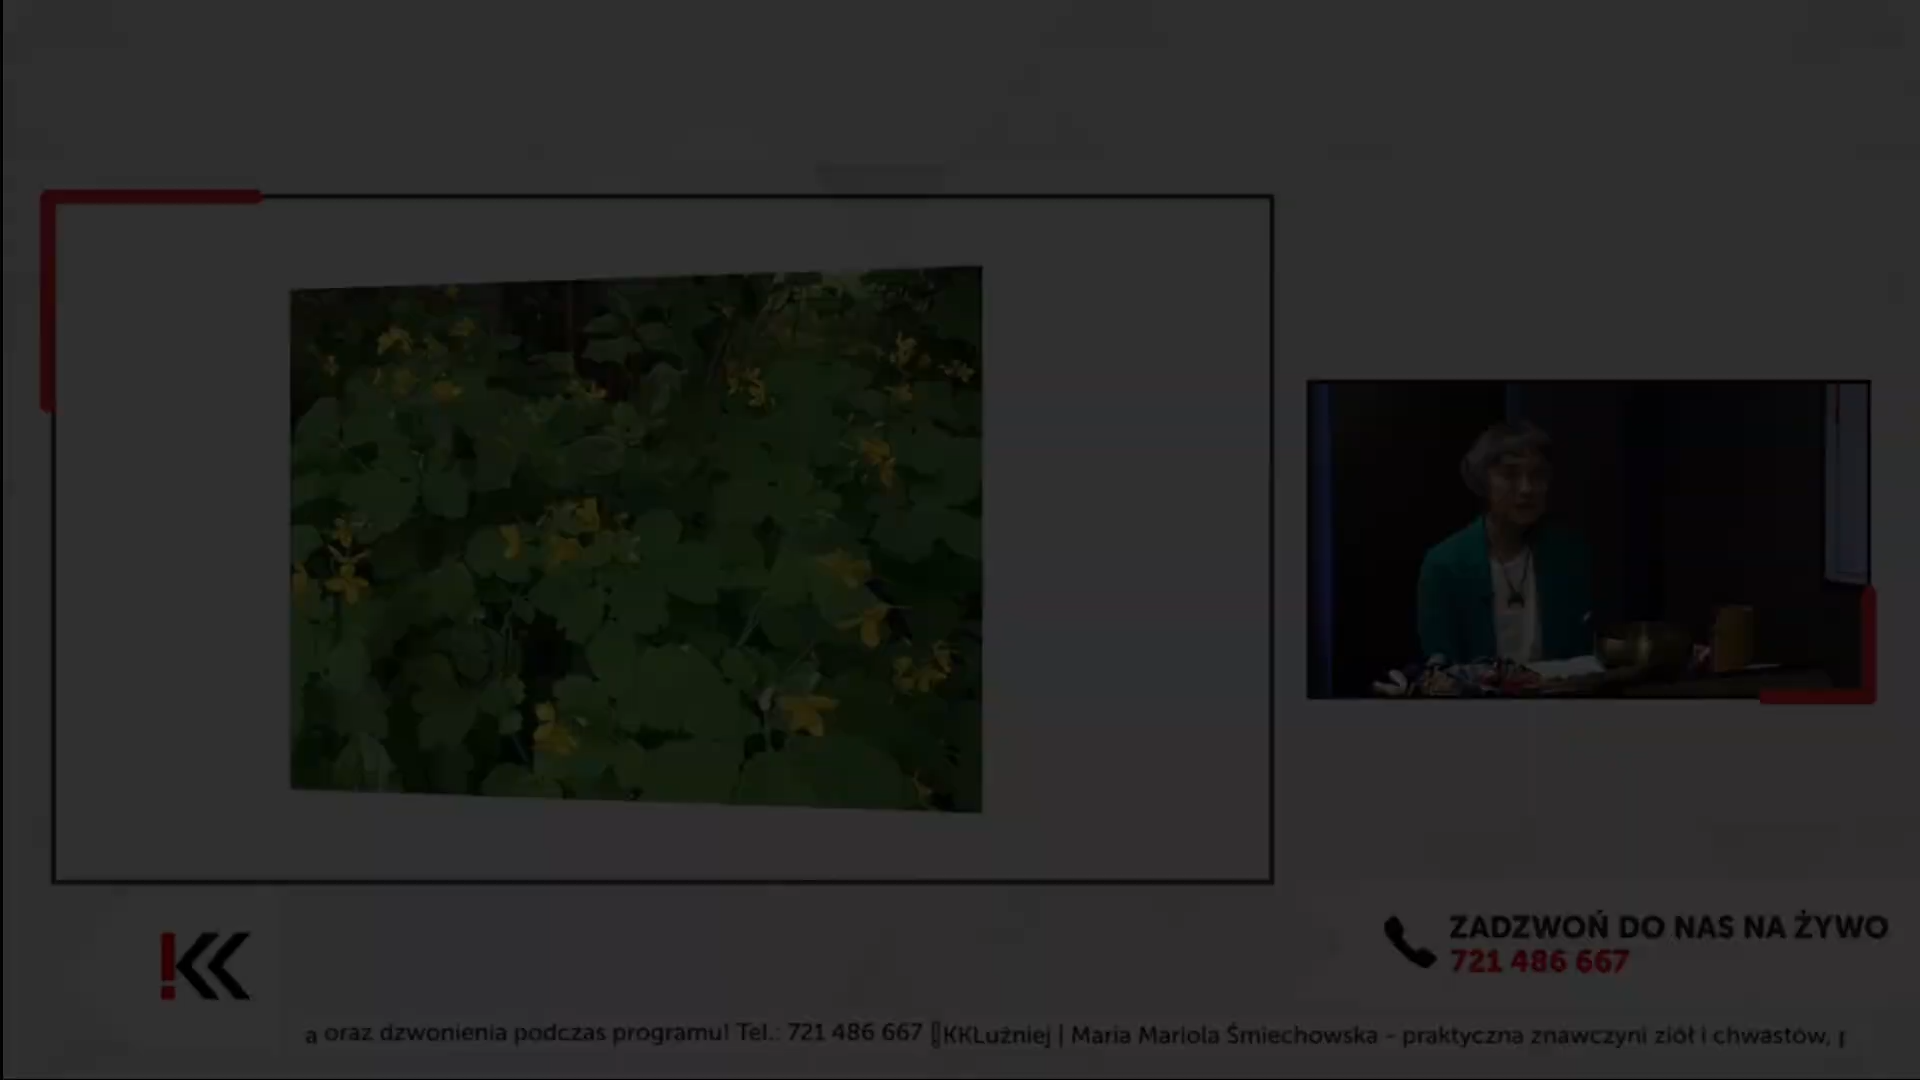 !KK
ZADZWOŃ DO NAS NA ŻYWO
721 486 667
a oraz dzwonienia podczas programu! Tel.: 721 486 667 KKLuźniej | Maria Mariola Śmiechowska - praktyczna znawczyni ziół i chwastów,